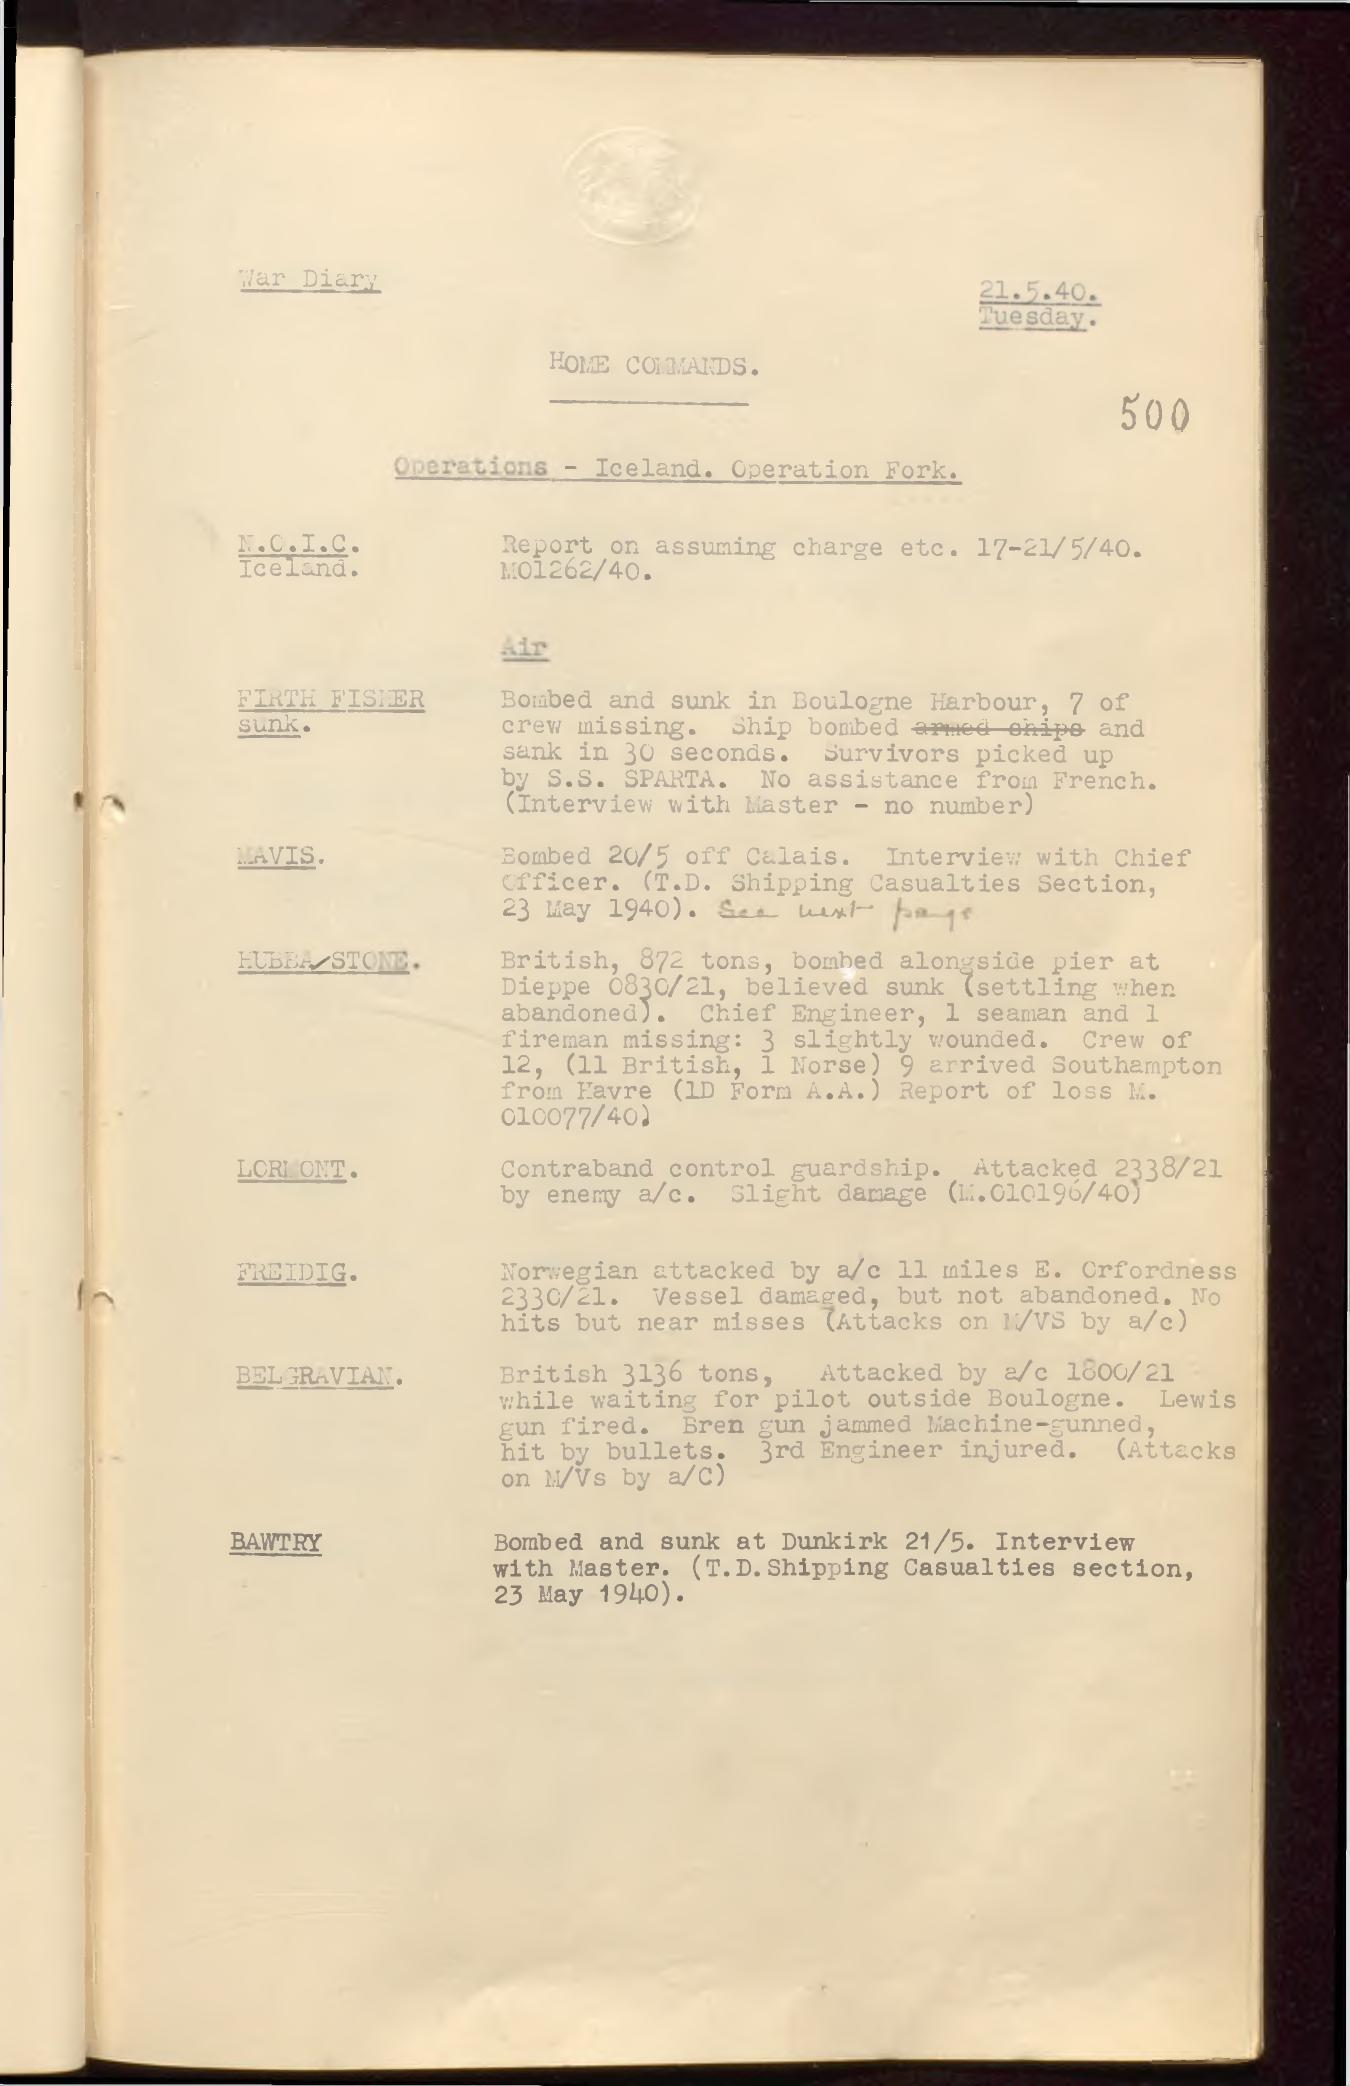 War Diary
21.5.40.
Tuesday.
HOME COMMANDS.
500
Operations - Iceland. Operation Fork.
N.O.I.C.
Iceland.
Report on assuming charge etc. 17-21/5/40.
M01262/40.
Air
FIRTH FISHER
sunk.
Bombed and sunk in Boulogne Harbour, 7 of
crew missing. Ship bombed armed ships and
sank in 30 seconds. Survivors picked up
by S.S. SPARTA. No assistance from French.
(Interview with Master - no number)
MAVIS.
Bombed 20/5 off Calais. Interview with Chief
Officer. (T.D. Shipping Casualties Section,
23 May 1940). See next page
HUBBA/STONE.
British, 872 tons, bombed alongside pier at
Dieppe 0830/21, believed sunk (settling when
abandoned). Chief Engineer, 1 seaman and 1
fireman missing: 3 slightly wounded. Crew of
12, (11 British, 1 Norse) 9 arrived Southampton
from Havre (1D Form A.A.) Report of loss M.
010077/40)
LORMONT.
Contraband control guardship. Attacked 2338/21
by enemy a/c. Slight damage (M.010196/40)
FREIDIG.
Norwegian attacked by a/c 11 miles E. Orfordness
2330/21. Vessel damaged, but not abandoned. No
hits but near misses (Attacks on M/VS by a/c)
BELGRAVIAN.
British 3136 tons, Attacked by a/c 1800/21
while waiting for pilot outside Boulogne. Lewis
gun fired. Bren gun jammed Machine-gunned,
hit by bullets. 3rd Engineer injured. (Attacks
on M/Vs by a/C)
BAWTRY
Bombed and sunk at Dunkirk 21/5. Interview
with Master. (T.D.Shipping Casualties section,
23 May 1940).